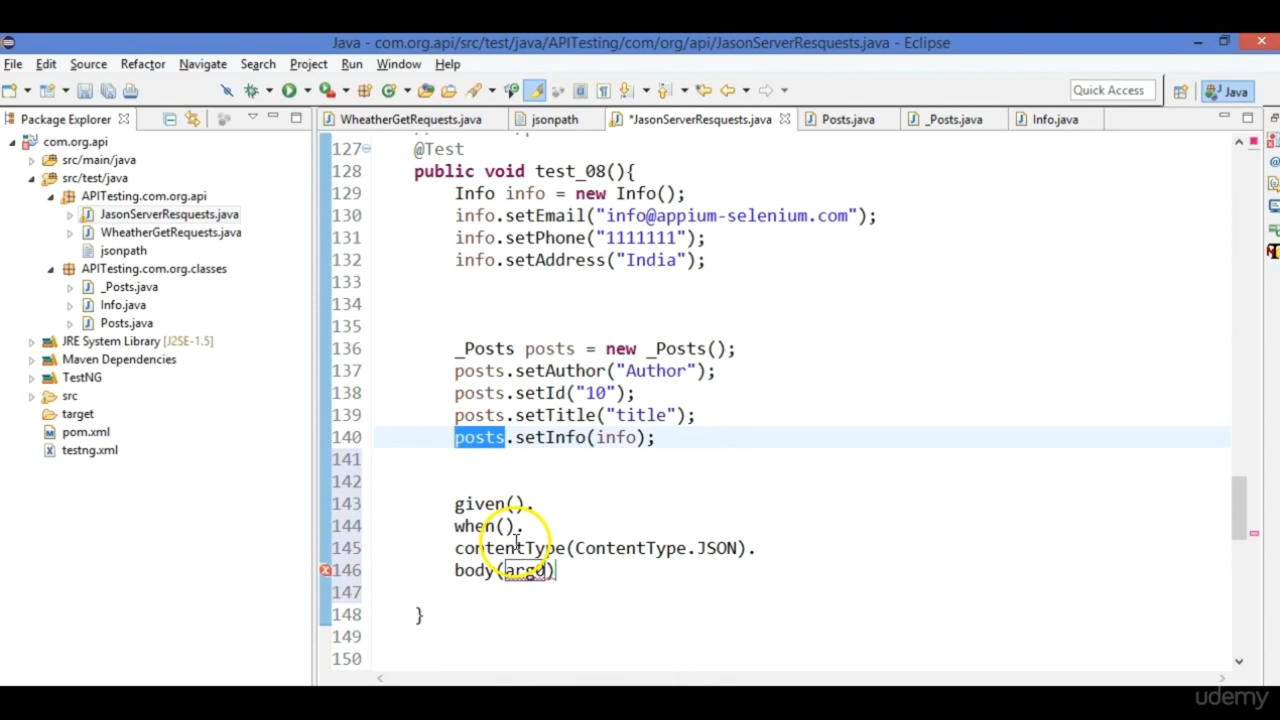 Java - com.org.api/src/test/java/APITesting/com/org/api/JasonServerResquests.java - Eclipse
File Edit Source Refactor Navigate Search Project Run Window Help
Quick Access Java
Package Explorer
WheatherGetRequests.java jsonpath *JasonServerResquests.java Posts.java _Posts.java Info.java
com.org.api
src/main/java
src/test/java
APITesting.com.org.api
JasonServerResquests.java
WheatherGetRequests.java
jsonpath
APITesting.com.org.classes
_Posts.java
Info.java
Posts.java
JRE System Library [J2SE-1.5]
Maven Dependencies
TestNG
src
target
pom.xml
testng.xml
127 @Test
128 public void test_08(){
129 Info info = new Info();
130 info.setEmail("info@appium-selenium.com");
131 info.setPhone("1111111");
132 info.setAddress("India");
133
134
135
136 _Posts posts = new _Posts();
137 posts.setAuthor("Author");
138 posts.setId("10");
139 posts.setTitle("title");
140 posts.setInfo(info);
141
142
143 given().
144 when().
145 contentType(ContentType.JSON).
146 body(arg0)
147
148 }
149
150
udemy